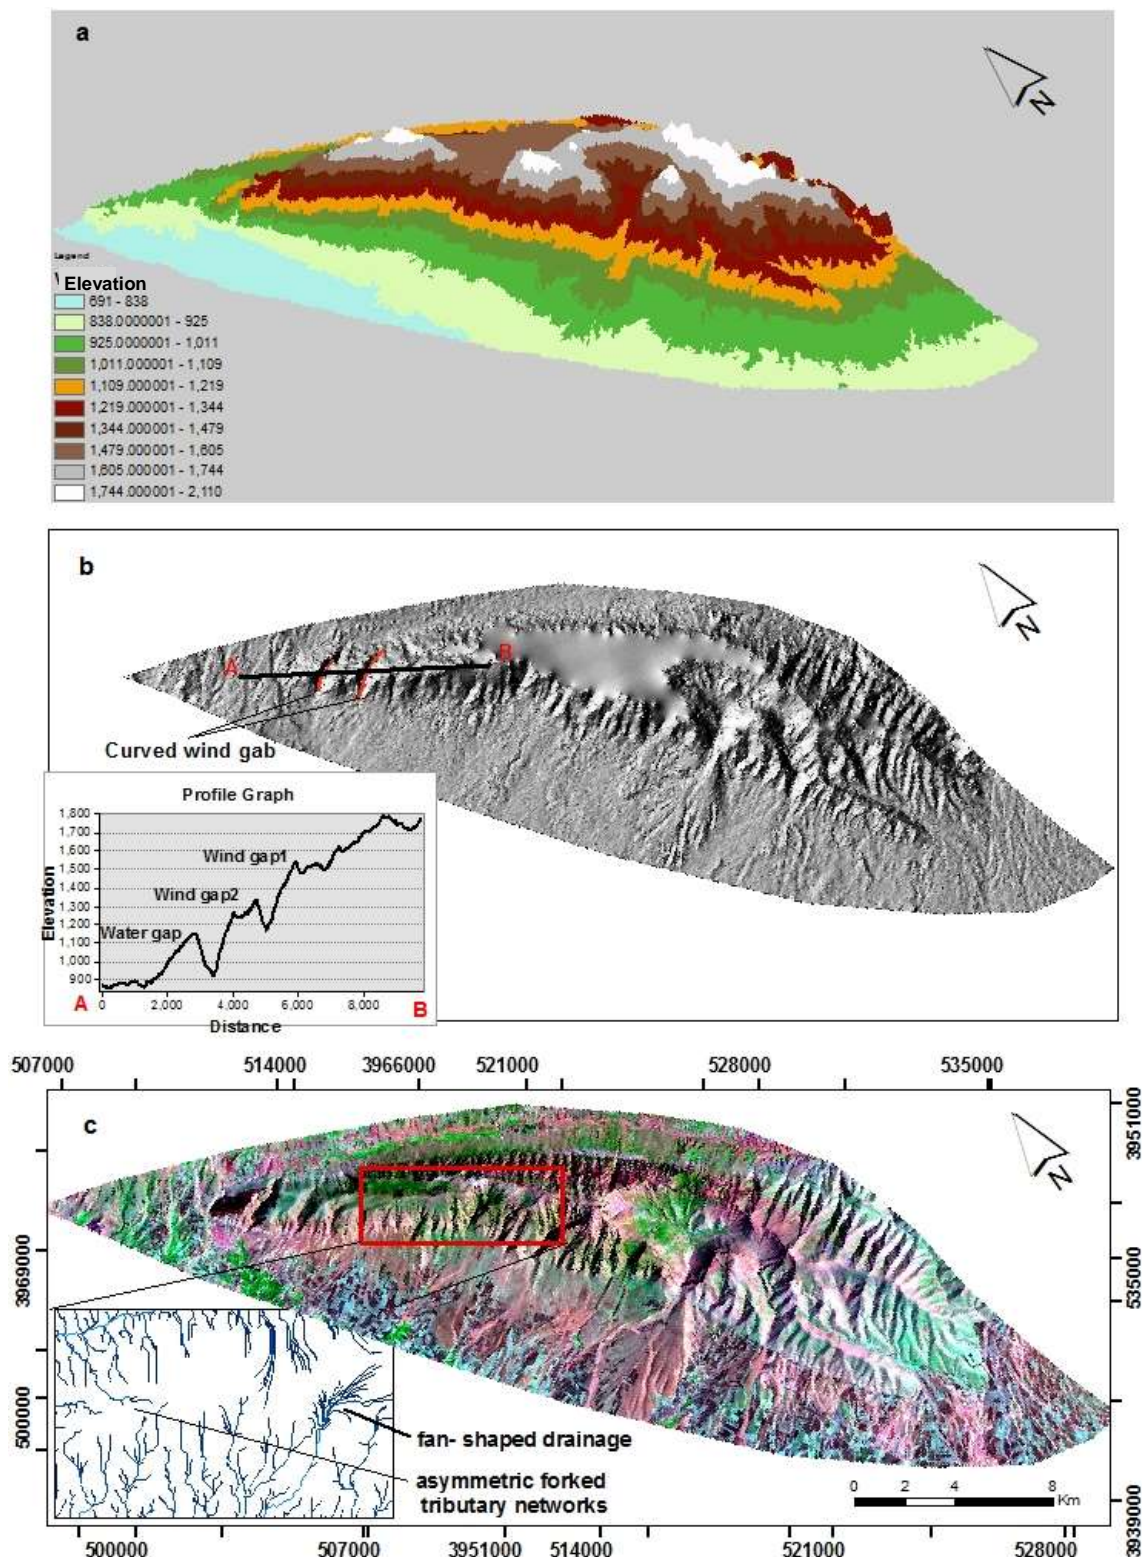 a
N
Legend
Elevation
691 - 838
838.0000001 - 925
925.0000001 - 1,011
1,011.000001 - 1,109
1,109.000001 - 1,219
1,219.000001 - 1,344
1,344.000001 - 1,479
1,479.000001 - 1,605
1,605.000001 - 1,744
1,744.000001 - 2,110
b
N
A
B
Curved wind gab
Profile Graph
1,800
1,700
1,600
1,500
1,400
1,300
1,200
1,100
1,000
900
Elevation
Wind gap1
Wind gap2
Water gap
0 2,000 4,000 6,000 8,000
A
B
Distance
507000 514000 3966000 521000 528000 535000
c
N
3951000
535000
3939000
3969000
500000
fan- shaped drainage
asymmetric forked
tributary networks
0 2 4 8
Km
500000 507000 3951000 514000 521000 528000